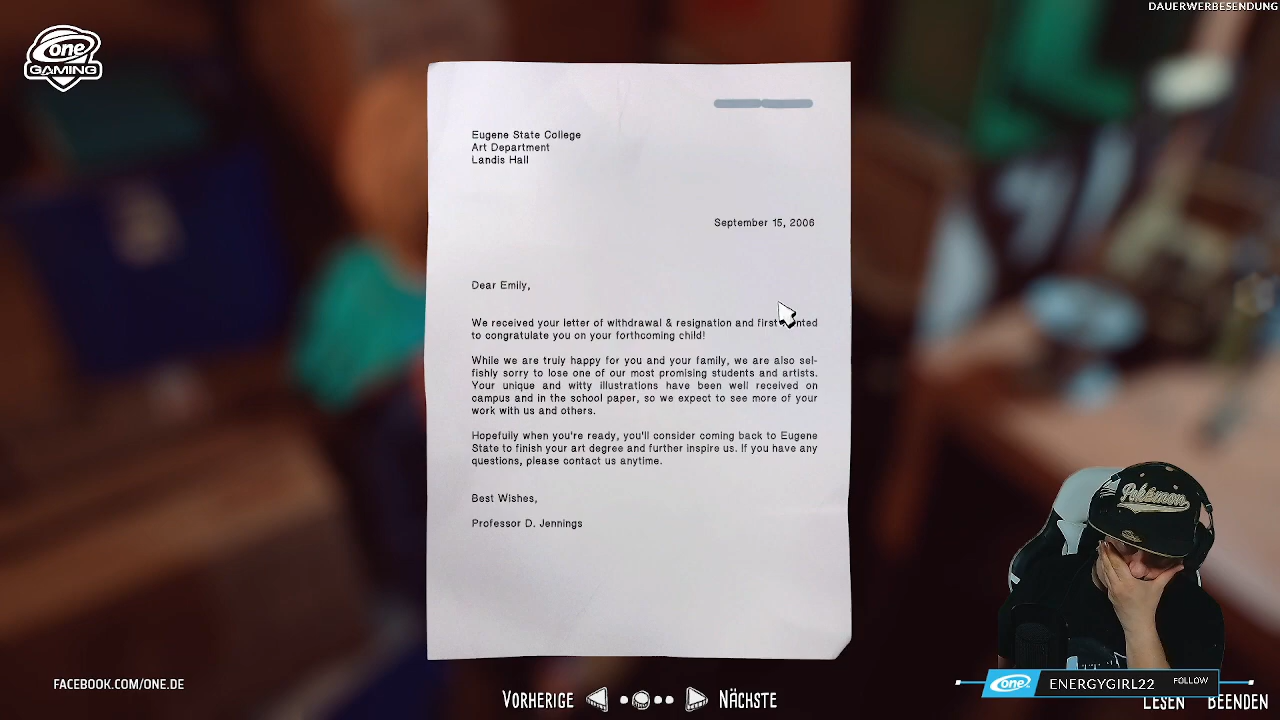 DAUERWERBESENDUNG
one
GAMING
Eugene State College
Art Department
Landis Hall
September 15, 2006
Dear Emily,
We received your letter of withdrawal & resignation and first
to congratulate you on your forthcoming child!
While we are truly happy for you and your family, we are also sel-
fishly sorry to lose one of our most promising students and artists.
Your unique and witty illustrations have been well received on
campus and in the school paper, so we expect to see more of your
work with us and others.
Hopefully when you're ready, you'll consider coming back to Eugene
State to finish your art degree and further inspire us. If you have any
questions, please contact us anytime.
Best Wishes,
Professor D. Jennings
Pokémon
FACEBOOK.COM/ONE.DE
VORHERIGE
NÄCHSTE
one
ENERGYGIRL22
FOLLOW
LESEN
BEENDEN